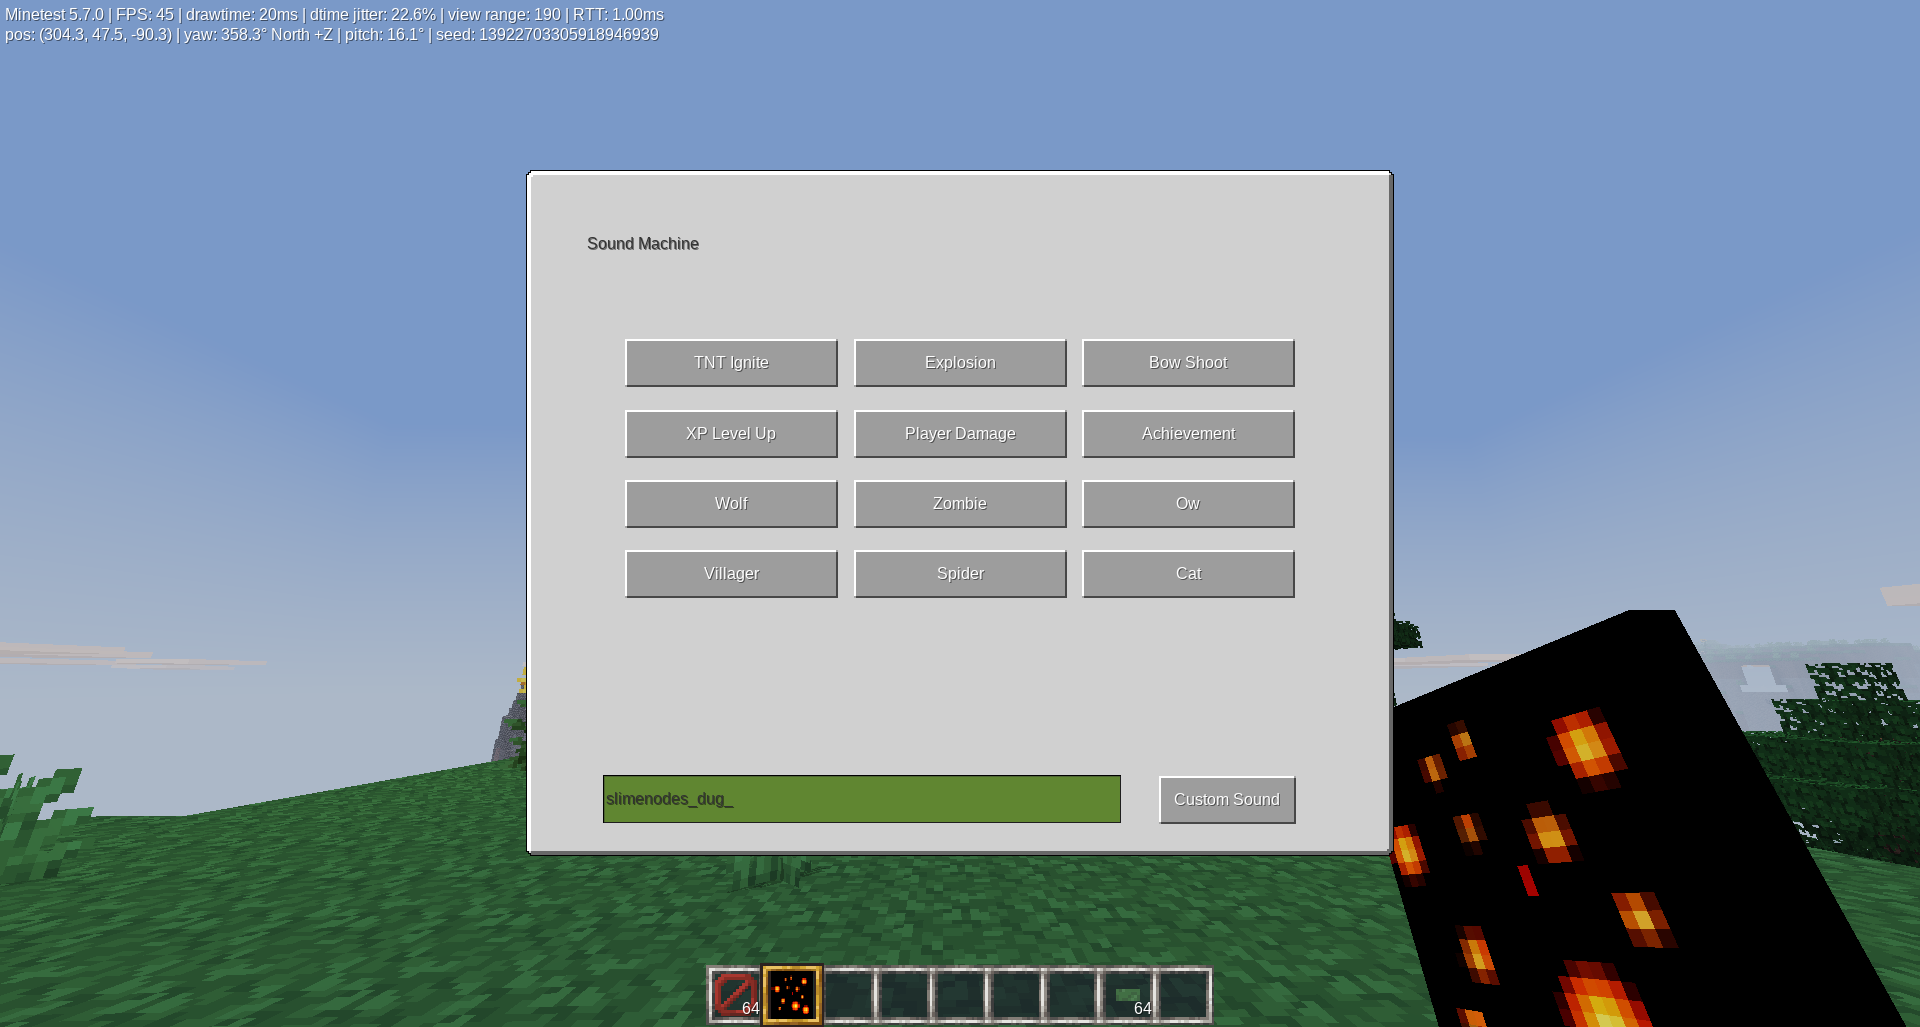 Minetest 5.7.0 | FPS: 45 | drawtime: 20ms | dtime jitter: 22.6% | view range: 190 | RTT: 1.00ms
pos: (304.3, 47.5, -90.3) | yaw: 358.3° North +Z | pitch: 16.1° | seed: 13922703305918946939
Sound Machine
TNT Ignite Explosion Bow Shoot
XP Level Up Player Damage Achievement
Wolf Zombie Ow
Villager Spider Cat
slimenodes_dug_ Custom Sound
64 64